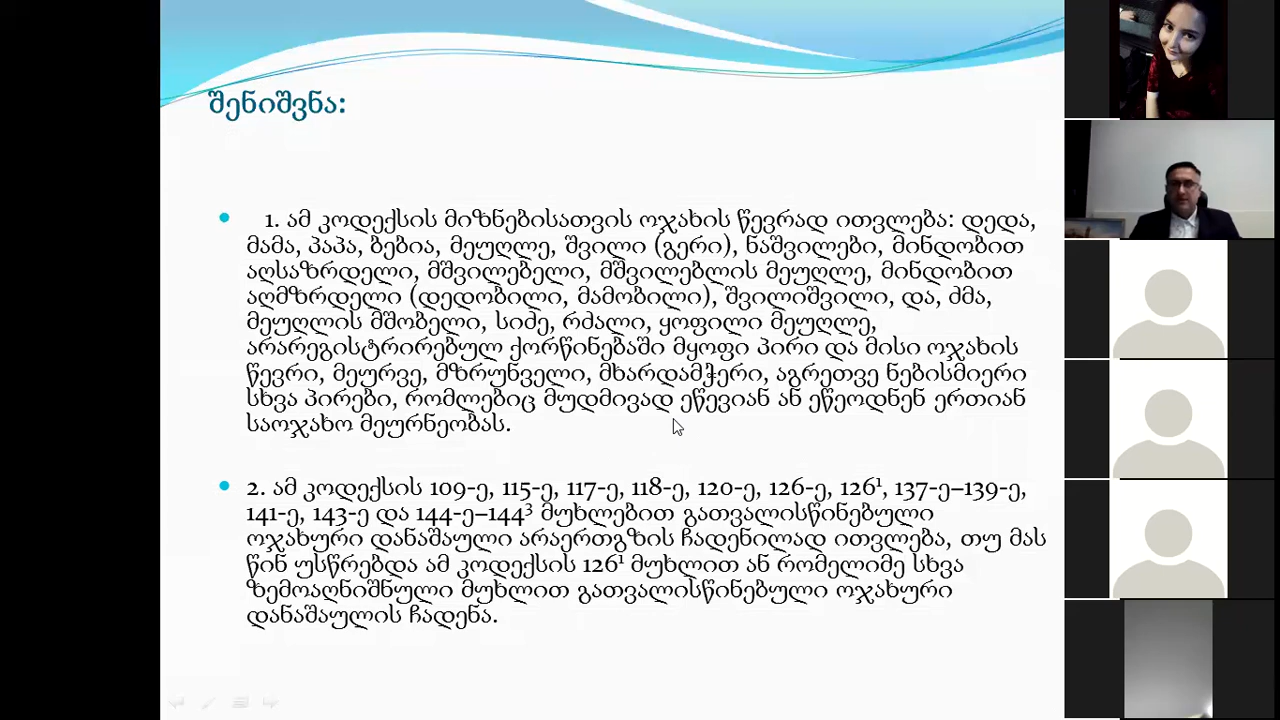 შენიშვნა:
1. ამ კოდექსის მიზნებისათვის ოჯახის წევრად ითვლება: დედა,
მამა, პაპა, ბებია, მეუღლე, შვილი (გერი), ნაშვილები, მინდობით
აღსაზრდელი, მშვილებელი, მშვილებლის მეუღლე, მინდობით
აღმზრდელი (დედობილი, მამობილი), შვილიშვილი, და, ძმა,
მეუღლის მშობელი, სიძე, რძალი, ყოფილი მეუღლე,
არარეგისტრირებულ ქორწინებაში მყოფი პირი და მისი ოჯახის
წევრი, მეურვე, მზრუნველი, მხარდამჭერი, აგრეთვე ნებისმიერი
სხვა პირები, რომლებიც მუდმივად ეწევიან ან ეწეოდნენ ერთიან
საოჯახო მეურნეობას.
2. ამ კოდექსის 109-ე, 115-ე, 117-ე, 118-ე, 120-ე, 126-ე, 126¹, 137-ე–139-ე,
141-ე, 143-ე და 144-ე–144³ მუხლებით გათვალისწინებული
ოჯახური დანაშაული არაერთგზის ჩადენილად ითვლება, თუ მას
წინ უსწრებდა ამ კოდექსის 126¹ მუხლით ან რომელიმე სხვა
ზემოაღნიშნული მუხლით გათვალისწინებული ოჯახური
დანაშაულის ჩადენა.